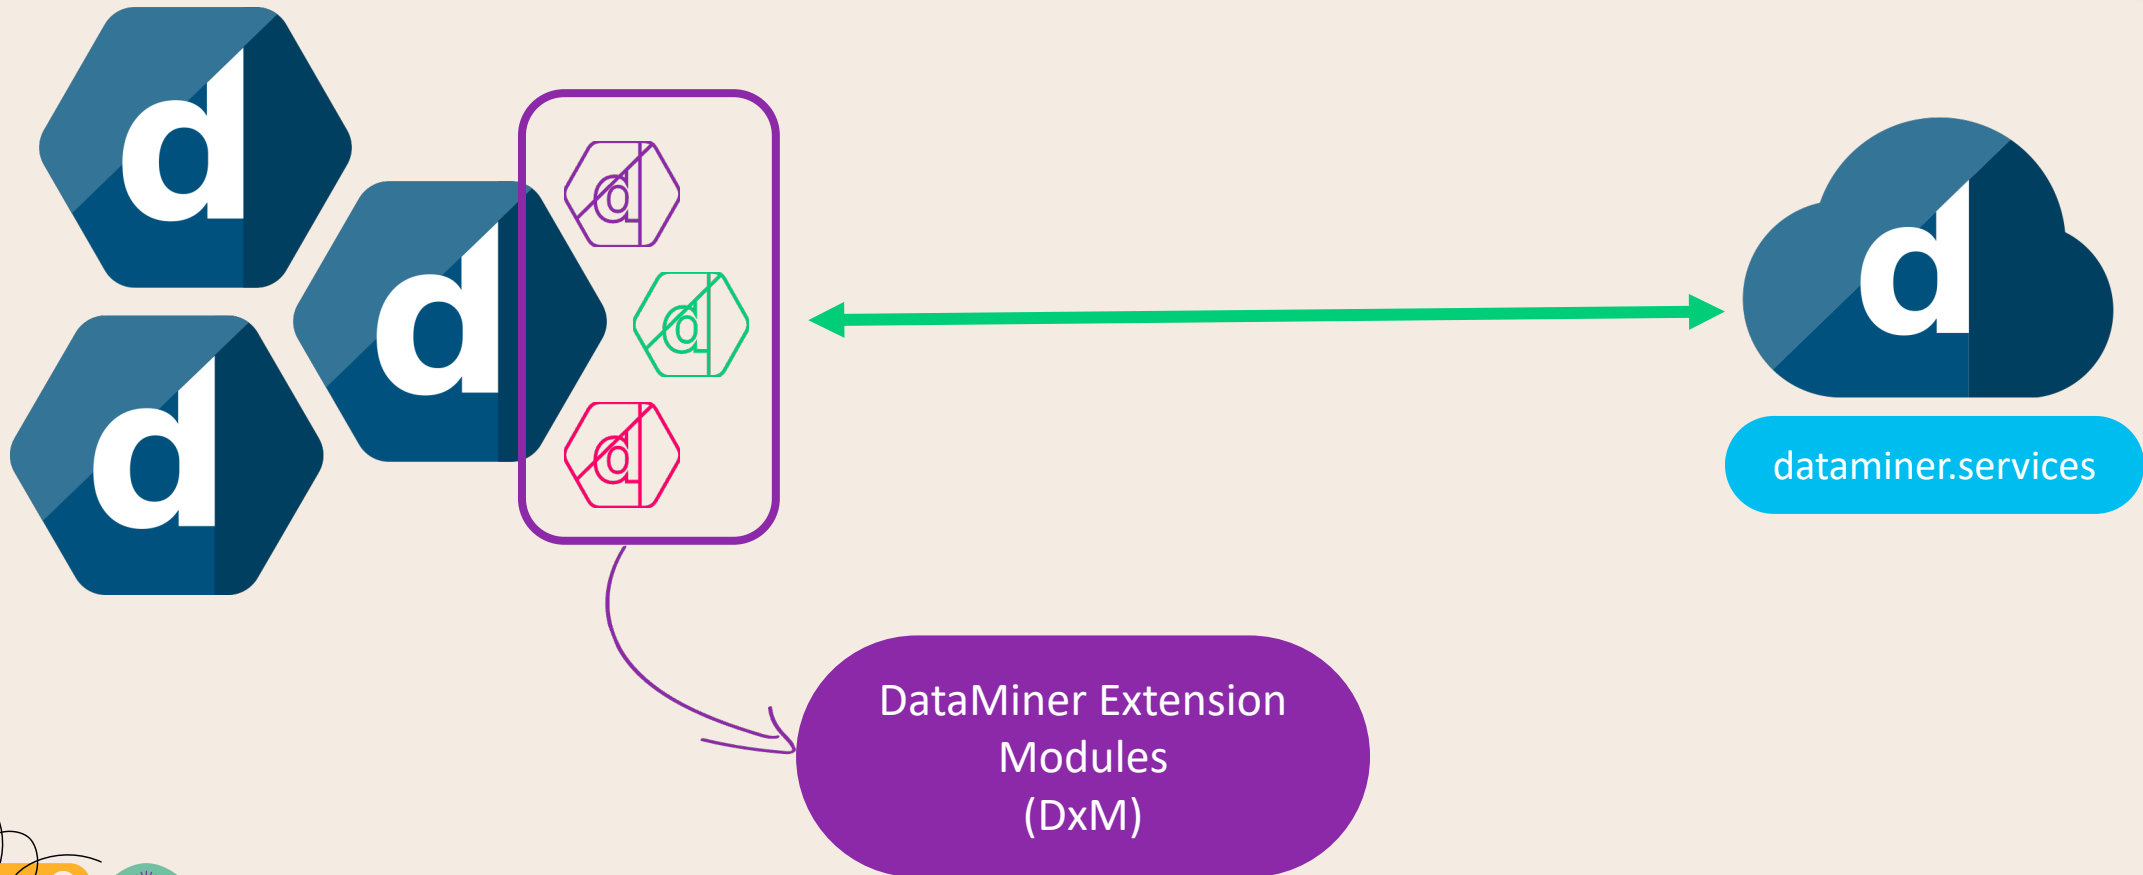 d
d
d
d
d
d
d
dataminer.services
DataMiner Extension
Modules
(DxM)